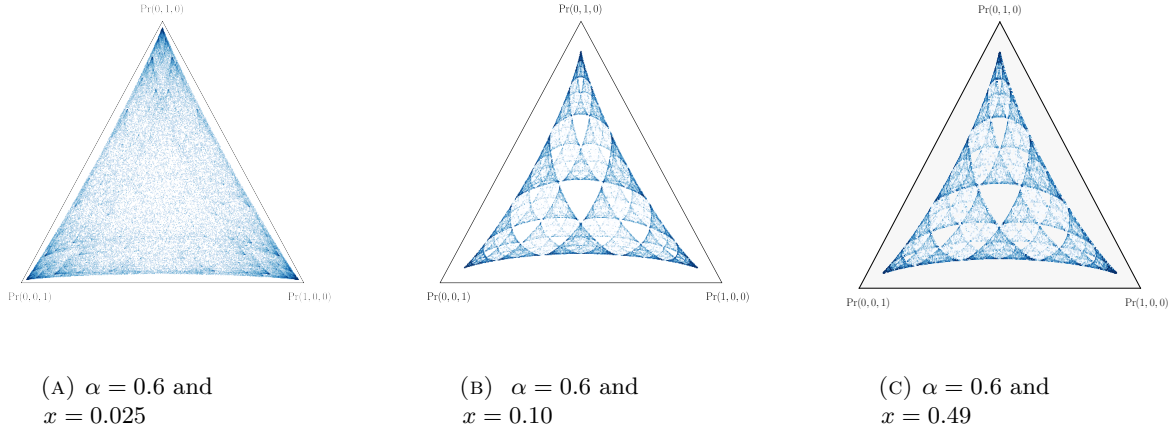 Pr(0, 1, 0) Pr(0, 1, 0) Pr(0, 1, 0)
Pr(0, 0, 1) Pr(1, 0, 0) Pr(0, 0, 1) Pr(1, 0, 0) Pr(0, 0, 1) Pr(1, 0, 0)
(A) α = 0.6 and
x = 0.025
(B) α = 0.6 and
x = 0.10
(C) α = 0.6 and
x = 0.49